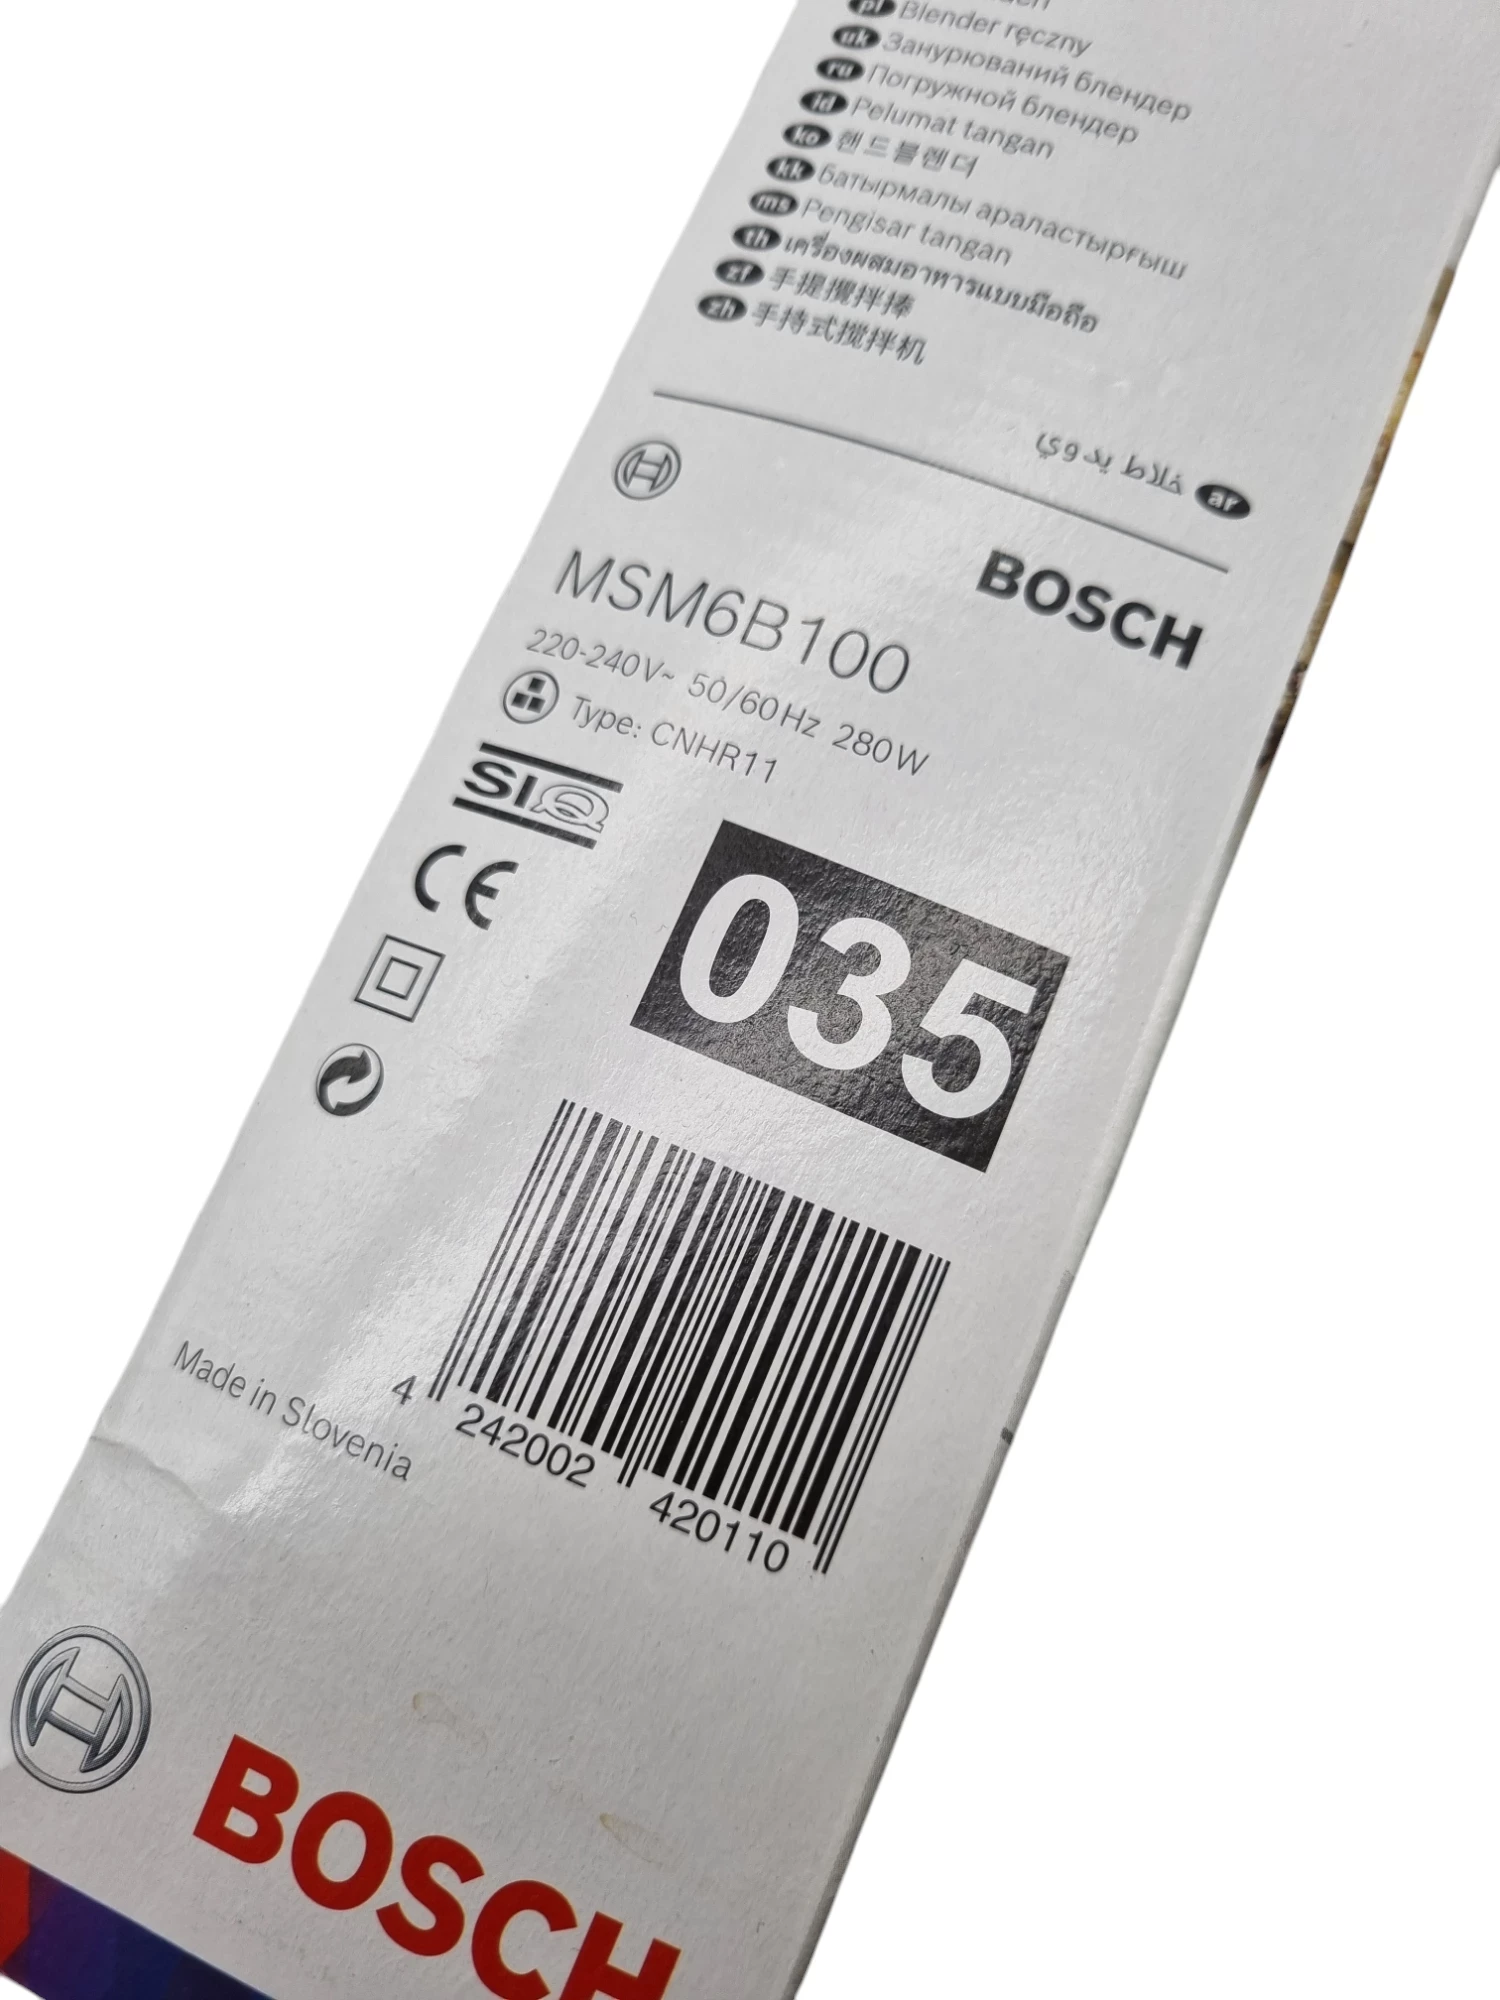 pl Blender ręczny
uk Занурюваний блендер
ru Погружной блендер
id Pelumat tangan
ko 핸드블렌더
kk батырмалы араластырғыш
ms Pengisar tangan
th เครื่องผสมอาหารแบบมือถือ
zf 手提攪拌捧
zh 手持式搅拌机
ar خلاط يدوي
BOSCH
MSM6B100
220-240V~ 50/60Hz 280W
Type: CNHR11
SIQ
CE
035
4 242002 420110
Made in Slovenia
BOSCH